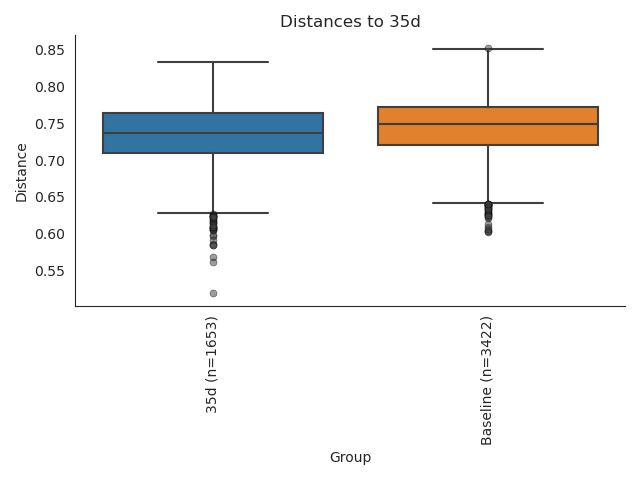 Distances to 35d
0.85
0.80
0.75
0.70
0.65
0.60
0.55
Distance
35d (n=1653)
Baseline (n=3422)
Group